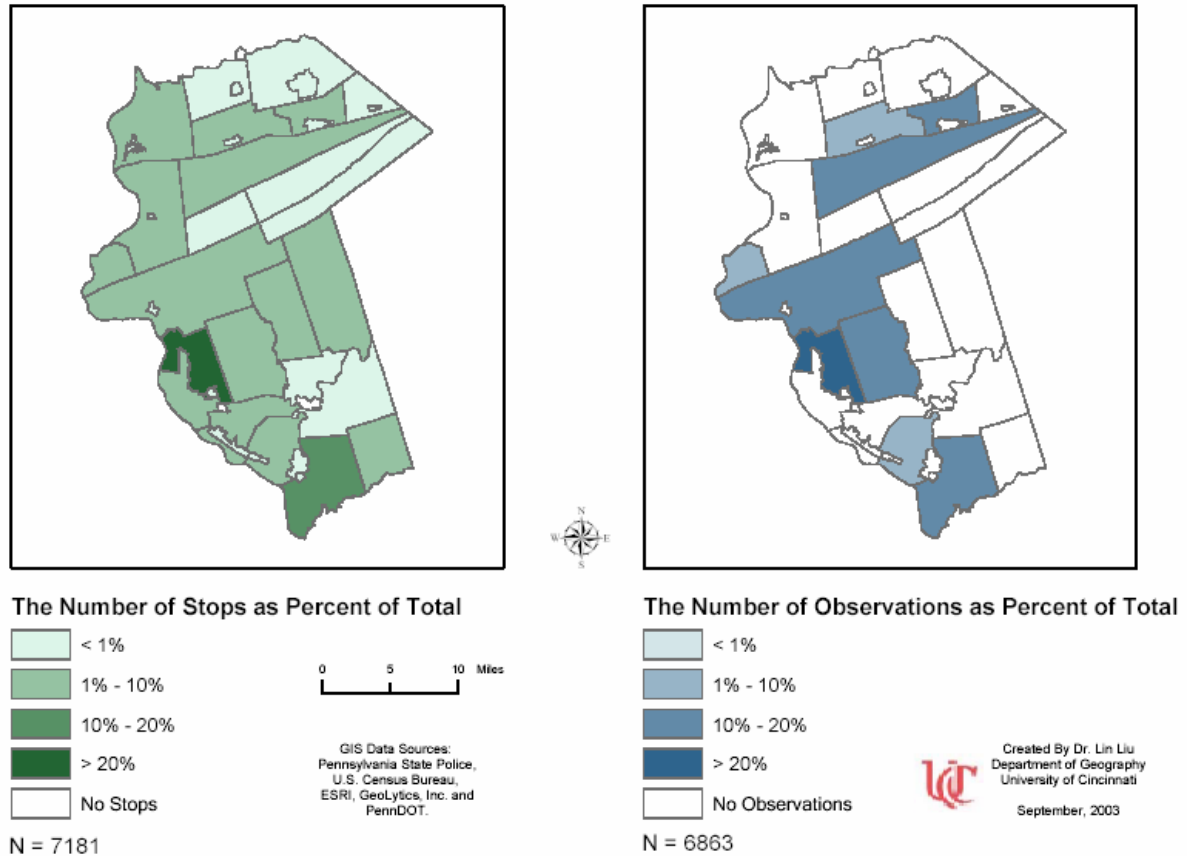 N
W E
S
The Number of Stops as Percent of Total
< 1%
1% - 10%
10% - 20%
> 20%
No Stops
N = 7181
0 5 10 Miles
GIS Data Sources:
Pennsylvania State Police,
U.S. Census Bureau,
ESRI, GeoLytics, Inc. and
PennDOT.
The Number of Observations as Percent of Total
< 1%
1% - 10%
10% - 20%
> 20%
No Observations
N = 6863
UC
Created By Dr. Lin Liu
Department of Geography
University of Cincinnati
September, 2003